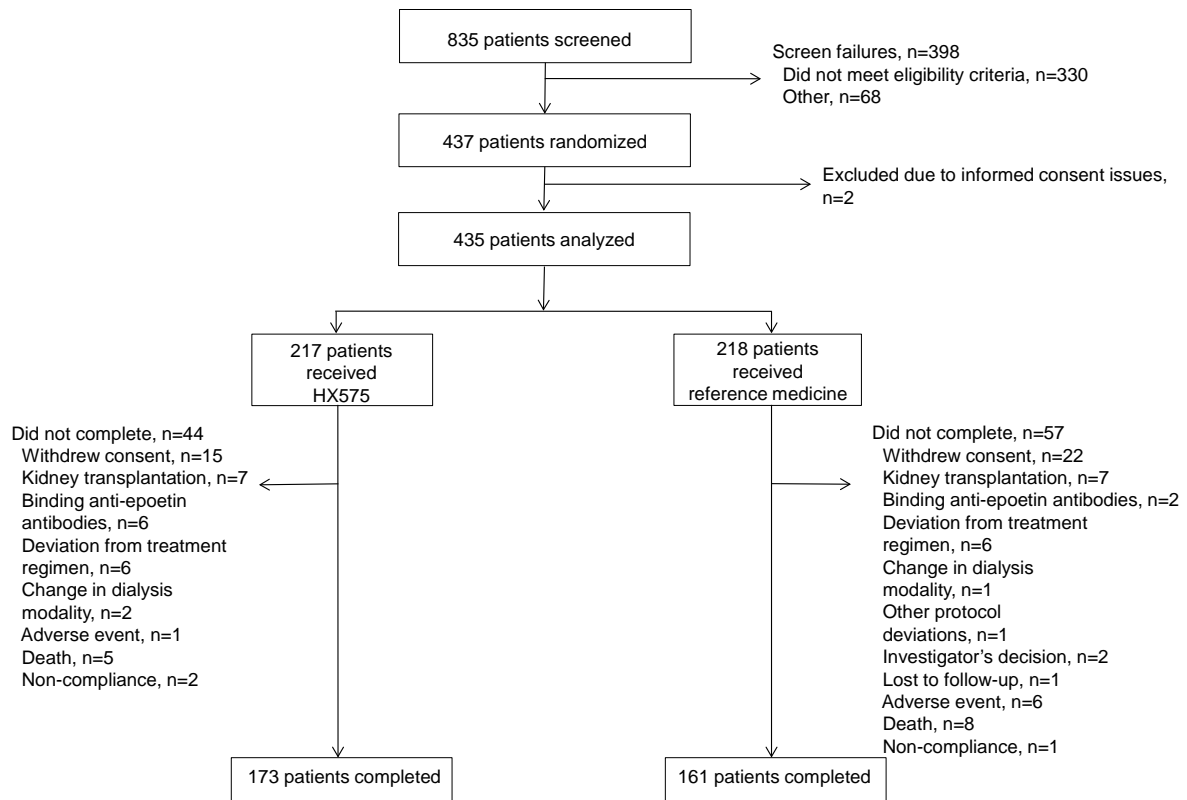 835 patients screened
Screen failures, n=398
Did not meet eligibility criteria, n=330
Other, n=68
437 patients randomized
Excluded due to informed consent issues,
n=2
435 patients analyzed
217 patients
received
HX575
218 patients
received
reference medicine
Did not complete, n=44
Withdrew consent, n=15
Kidney transplantation, n=7
Binding anti-epoetin
antibodies, n=6
Deviation from treatment
regimen, n=6
Change in dialysis
modality, n=2
Adverse event, n=1
Death, n=5
Non-compliance, n=2
Did not complete, n=57
Withdrew consent, n=22
Kidney transplantation, n=7
Binding anti-epoetin antibodies, n=2
Deviation from treatment
regimen, n=6
Change in dialysis
modality, n=1
Other protocol
deviations, n=1
Investigator’s decision, n=2
Lost to follow-up, n=1
Adverse event, n=6
Death, n=8
Non-compliance, n=1
173 patients completed
161 patients completed